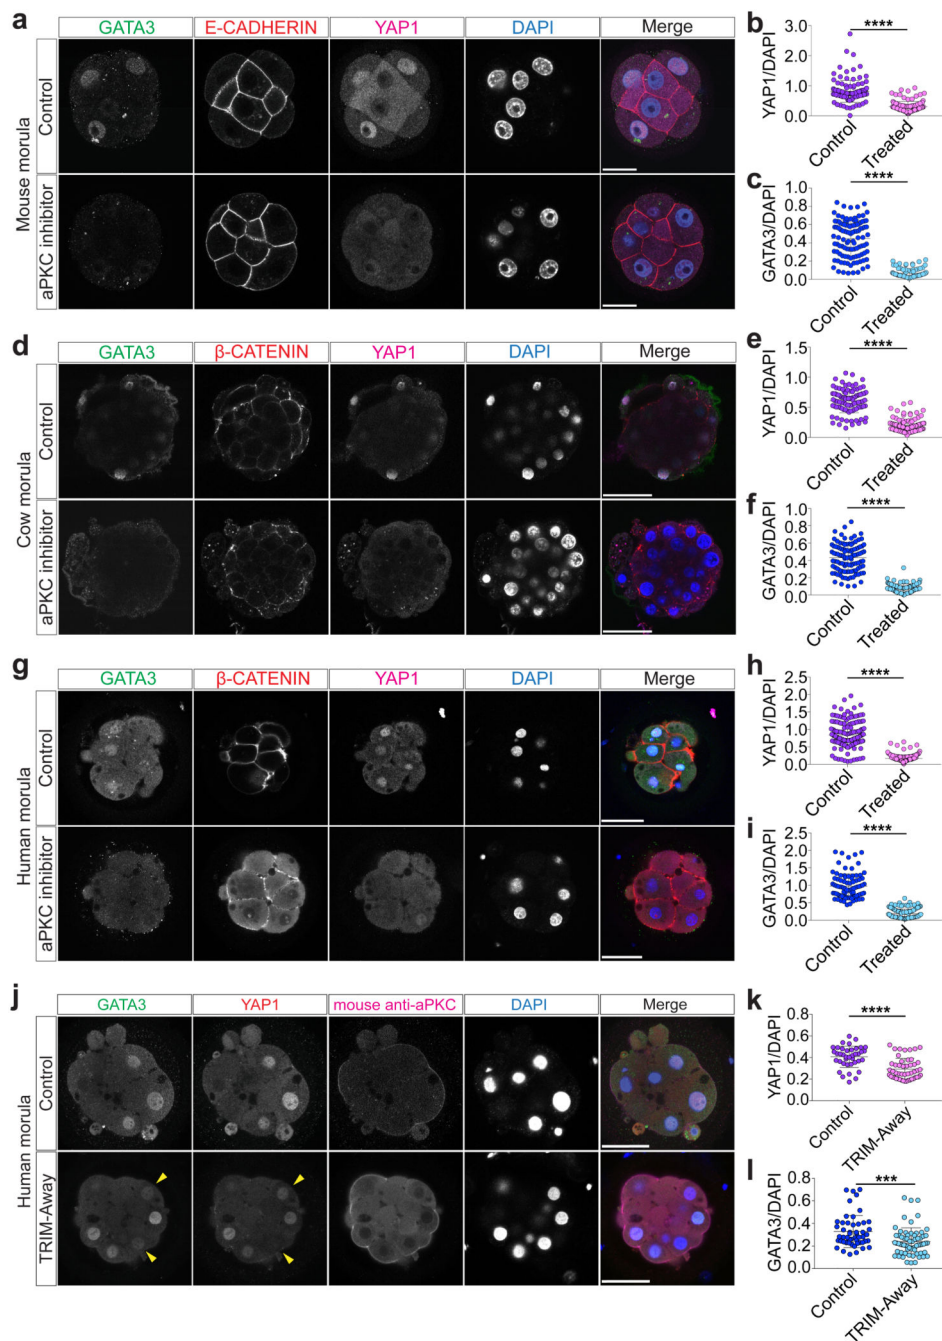 a
GATA3 E-CADHERIN YAP1 DAPI Merge
Mouse morula
Control
aPKC inhibitor
b
YAP1/DAPI
3.0
2.0
1.0
0.0
****
Control Treated
c
GATA3/DAPI
1.0
0.8
0.6
0.4
0.2
0.0
****
Control Treated
d
GATA3 β-CATENIN YAP1 DAPI Merge
Cow morula
Control
aPKC inhibitor
e
YAP1/DAPI
1.5
1.0
0.5
0.0
****
Control Treated
f
GATA3/DAPI
1.0
0.8
0.6
0.4
0.2
0.0
****
Control Treated
g
GATA3 β-CATENIN YAP1 DAPI Merge
Human morula
Control
aPKC inhibitor
h
YAP1/DAPI
2.5
2.0
1.5
1.0
0.5
0.0
****
Control Treated
i
GATA3/DAPI
2.5
2.0
1.5
1.0
0.5
0.0
****
Control Treated
j
GATA3 YAP1 mouse anti-aPKC DAPI Merge
Human morula
Control
TRIM-Away
k
YAP1/DAPI
0.8
0.6
0.4
0.2
0.0
****
Control TRIM-Away
l
GATA3/DAPI
0.8
0.6
0.4
0.2
0.0
***
Control TRIM-Away